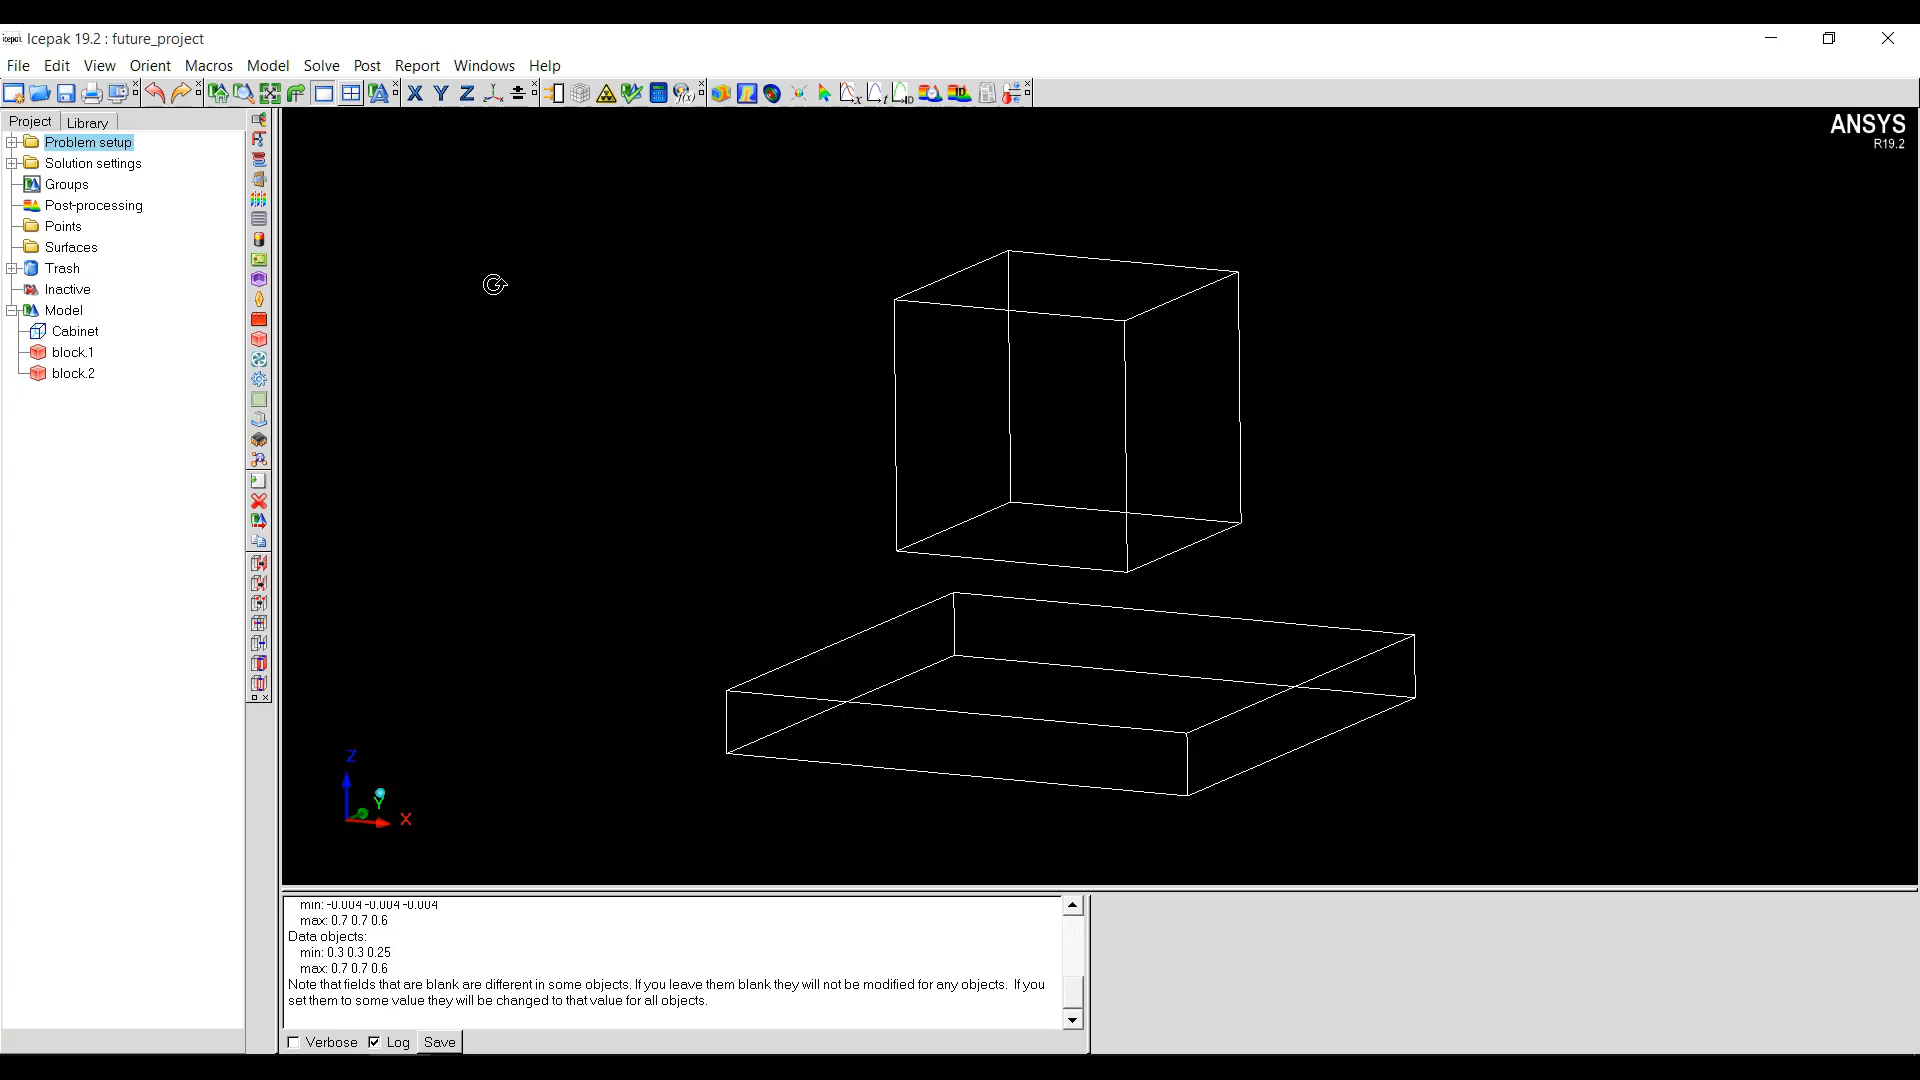 Icepak 19.2 : future_project
File Edit View Orient Macros Model Solve Post Report Windows Help
X Y Z
Project Library
ANSYS
R19.2
Problem setup
Solution settings
Groups
Post-processing
Points
Surfaces
Trash
Inactive
Model
Cabinet
block.1
block.2
Z
Y
X
min: -0.004 -0.004 -0.004
max: 0.7 0.7 0.6
Data objects:
min: 0.3 0.3 0.25
max: 0.7 0.7 0.6
Note that fields that are blank are different in some objects. If you leave them blank they will not be modified for any objects. If you
set them to some value they will be changed to that value for all objects.
Verbose Log Save